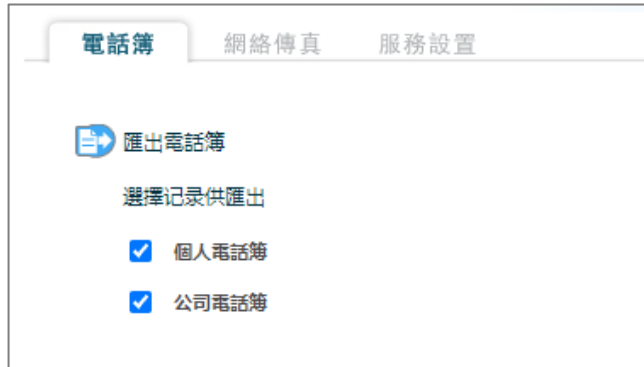 電話簿 網絡傳真 服務設置
匯出電話簿
選擇记录供匯出
個人電話簿
公司電話簿